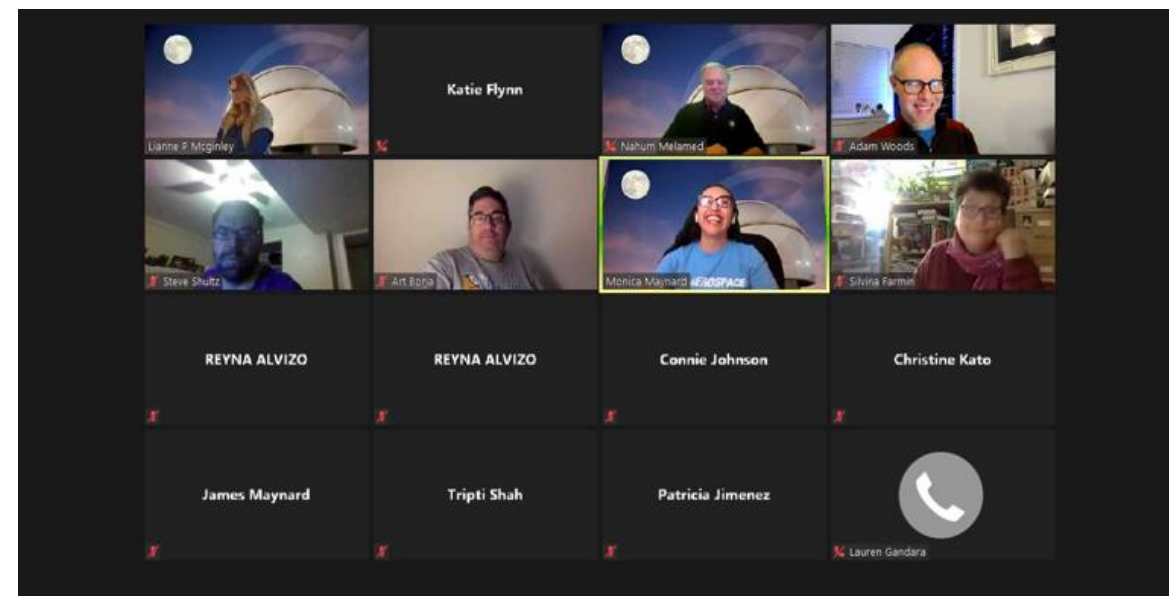 Lianne P Mcginley
Katie Flynn
Nahum Melamed
Adam Woods
Steve Shultz
Art Borja
Monica Maynard
AEROSPACE
Silvina Farmin
REYNA ALVIZO
REYNA ALVIZO
Connie Johnson
Christine Kato
James Maynard
Tripti Shah
Patricia Jimenez
Lauren Gandara